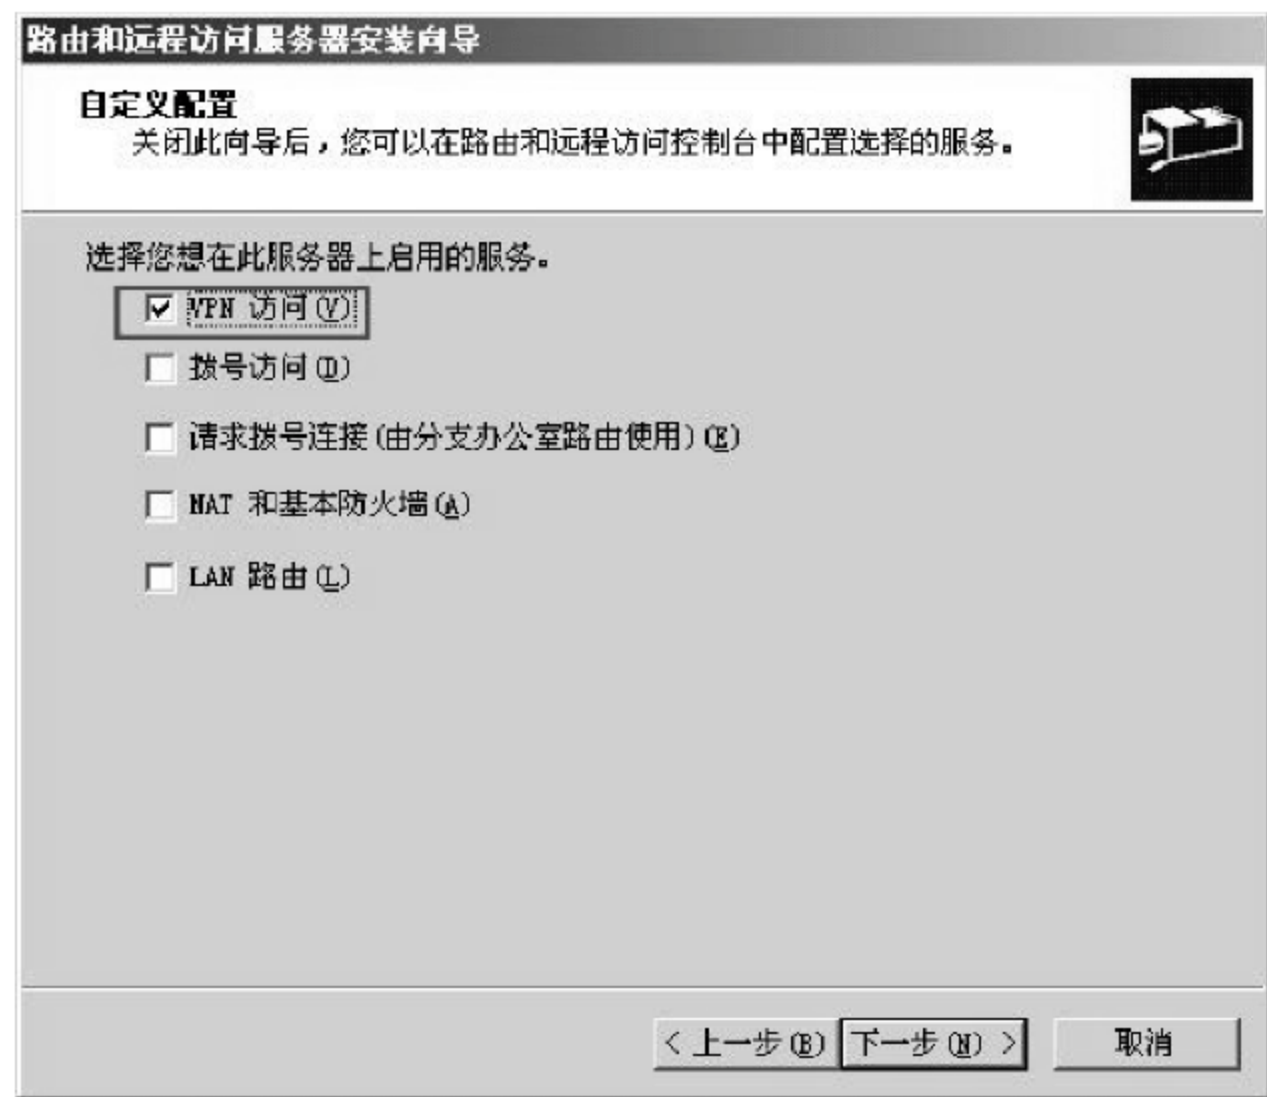 路由和远程访问服务器安装向导
自定义配置
关闭此向导后，您可以在路由和远程访问控制台中配置选择的服务。
选择您想在此服务器上启用的服务。
VPN 访问(V)
拨号访问(D)
请求拨号连接(由分支办公室路由使用)(E)
NAT 和基本防火墙(A)
LAN 路由(L)
< 上一步(B)
下一步(N) >
取消